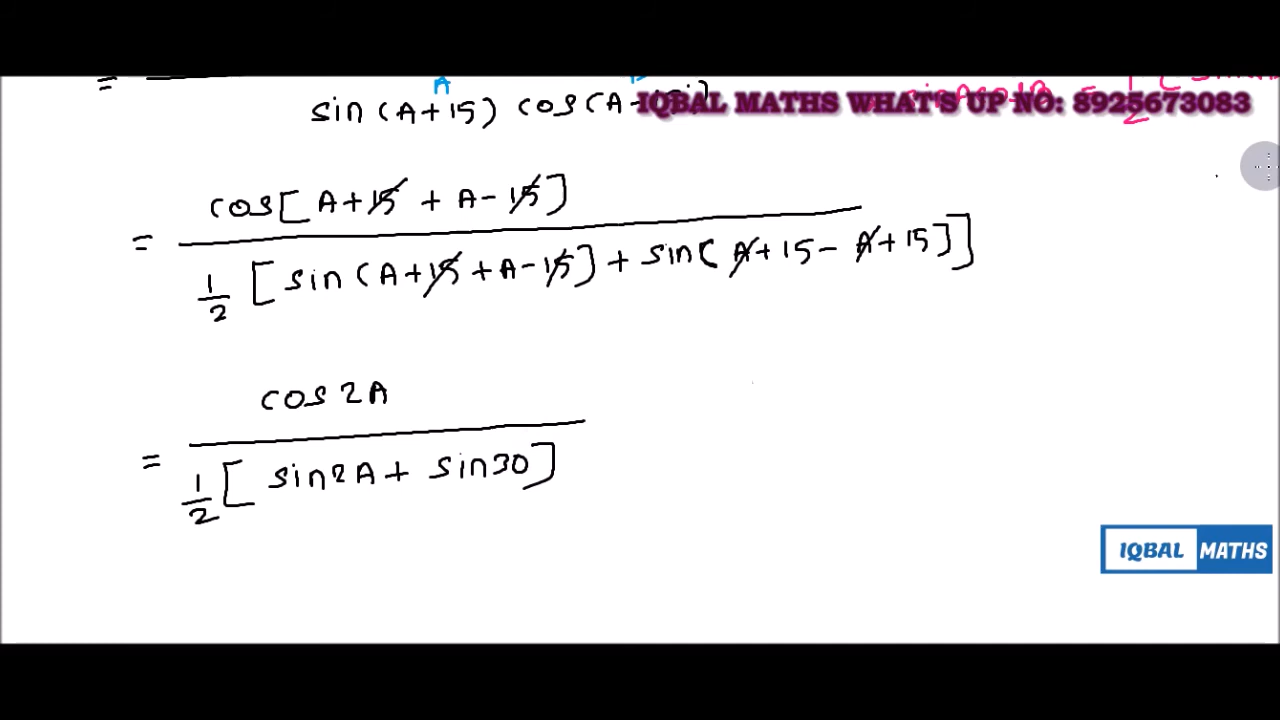 =
A
sin (A+15) cos (A-15)
IQBAL MATHS WHAT'S UP NO: 8925673083
= cos[A+15 + A-15]
1/2 [sin (A+15+A-15] + sin( A+15 - A+15]]
= cos 2A
1/2 [ sin2A + sin30]
IQBAL MATHS